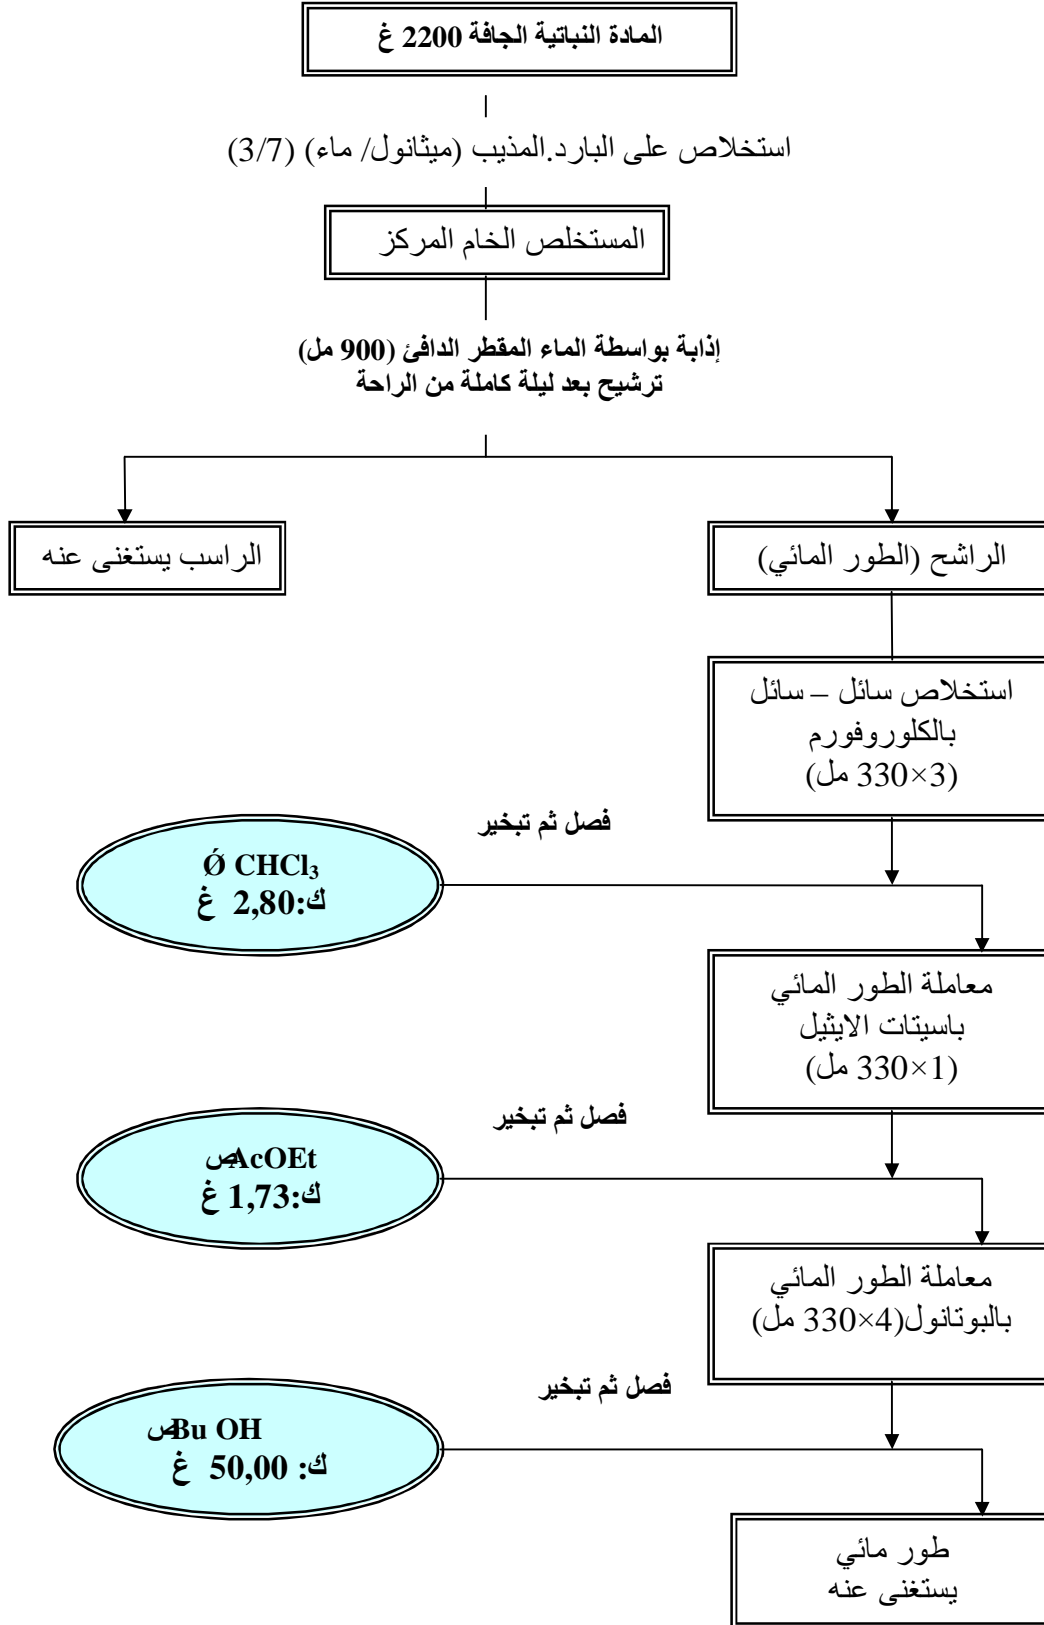 المادة النباتية الجافة 2200 غ
استخلاص على البارد.المذيب (ميثانول/ ماء) (3/7)
المستخلص الخام المركز
إذابة بواسطة الماء المقطر الدافئ (900 مل)
ترشيح بعد ليلة كاملة من الراحة
الراشح (الطور المائي)
الراسب يستغنى عنه
استخلاص سائل – سائل
بالكلوروفورم
(3×330 مل)
فصل ثم تبخير
Ǿ CHCl₃
ك:2,80 غ
معاملة الطور المائي
باسيتات الايثيل
(1×330 مل)
فصل ثم تبخير
صAcOEt
ك:1,73 غ
معاملة الطور المائي
بالبوتانول(4×330 مل)
فصل ثم تبخير
صBu OH
ك: 50,00 غ
طور مائي
يستغنى عنه